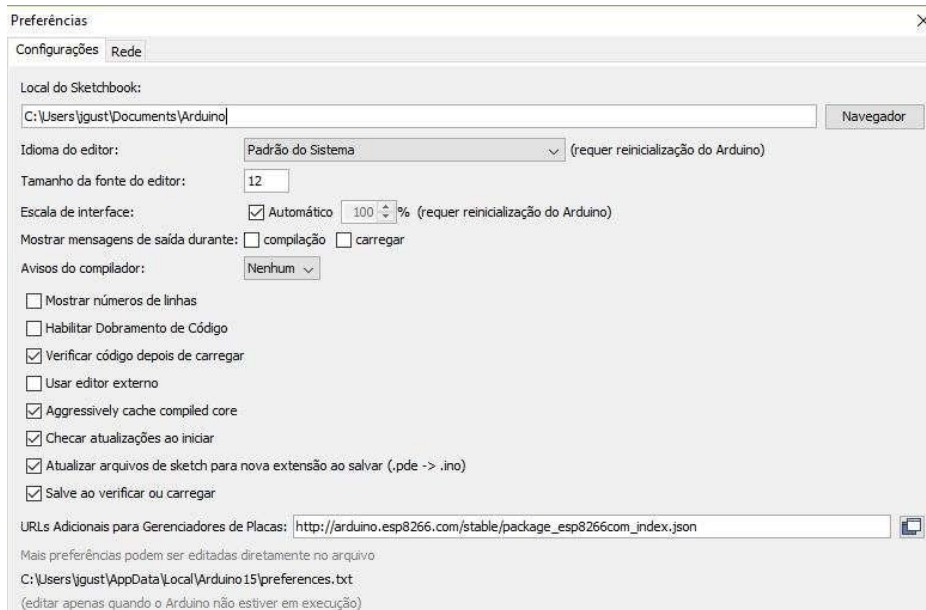 Preferências
Configurações Rede
Local do Sketchbook:
C:\Users\jgust\Documents\Arduino Navegador
Idioma do editor: Padrão do Sistema (requer reinicialização do Arduino)
Tamanho da fonte do editor: 12
Escala de interface: Automático 100 % (requer reinicialização do Arduino)
Mostrar mensagens de saída durante: compilação carregar
Avisos do compilador: Nenhum
Mostrar números de linhas
Habilitar Dobramento de Código
Verificar código depois de carregar
Usar editor externo
Aggressively cache compiled core
Checar atualizações ao iniciar
Atualizar arquivos de sketch para nova extensão ao salvar (.pde -> .ino)
Salve ao verificar ou carregar
URLs Adicionais para Gerenciadores de Placas: http://arduino.esp8266.com/stable/package_esp8266com_index.json
Mais preferências podem ser editadas diretamente no arquivo
C:\Users\jgust\AppData\Local\Arduino15\preferences.txt
(editar apenas quando o Arduino não estiver em execução)